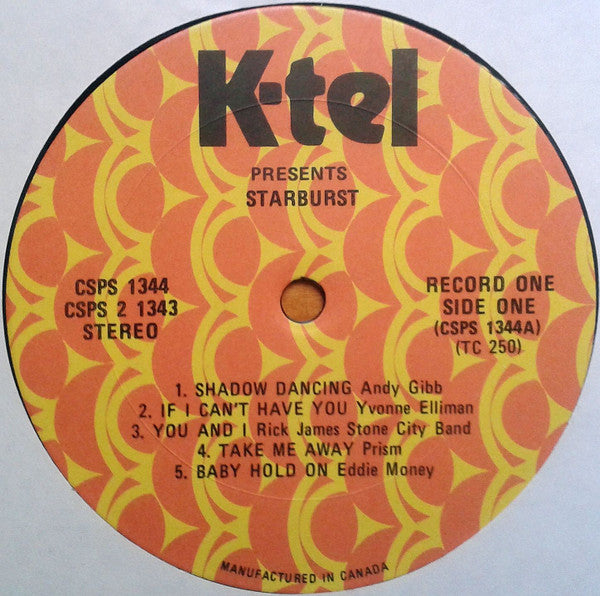 K-tel
PRESENTS
STARBURST
CSPS 1344
CSPS 2 1343
STEREO
RECORD ONE
SIDE ONE
(CSPS 1344A)
(TC 250)
1. SHADOW DANCING Andy Gibb
2. IF I CAN'T HAVE YOU Yvonne Elliman
3. YOU AND I Rick James Stone City Band
4. TAKE ME AWAY Prism
5. BABY HOLD ON Eddie Money
MANUFACTURED IN CANADA